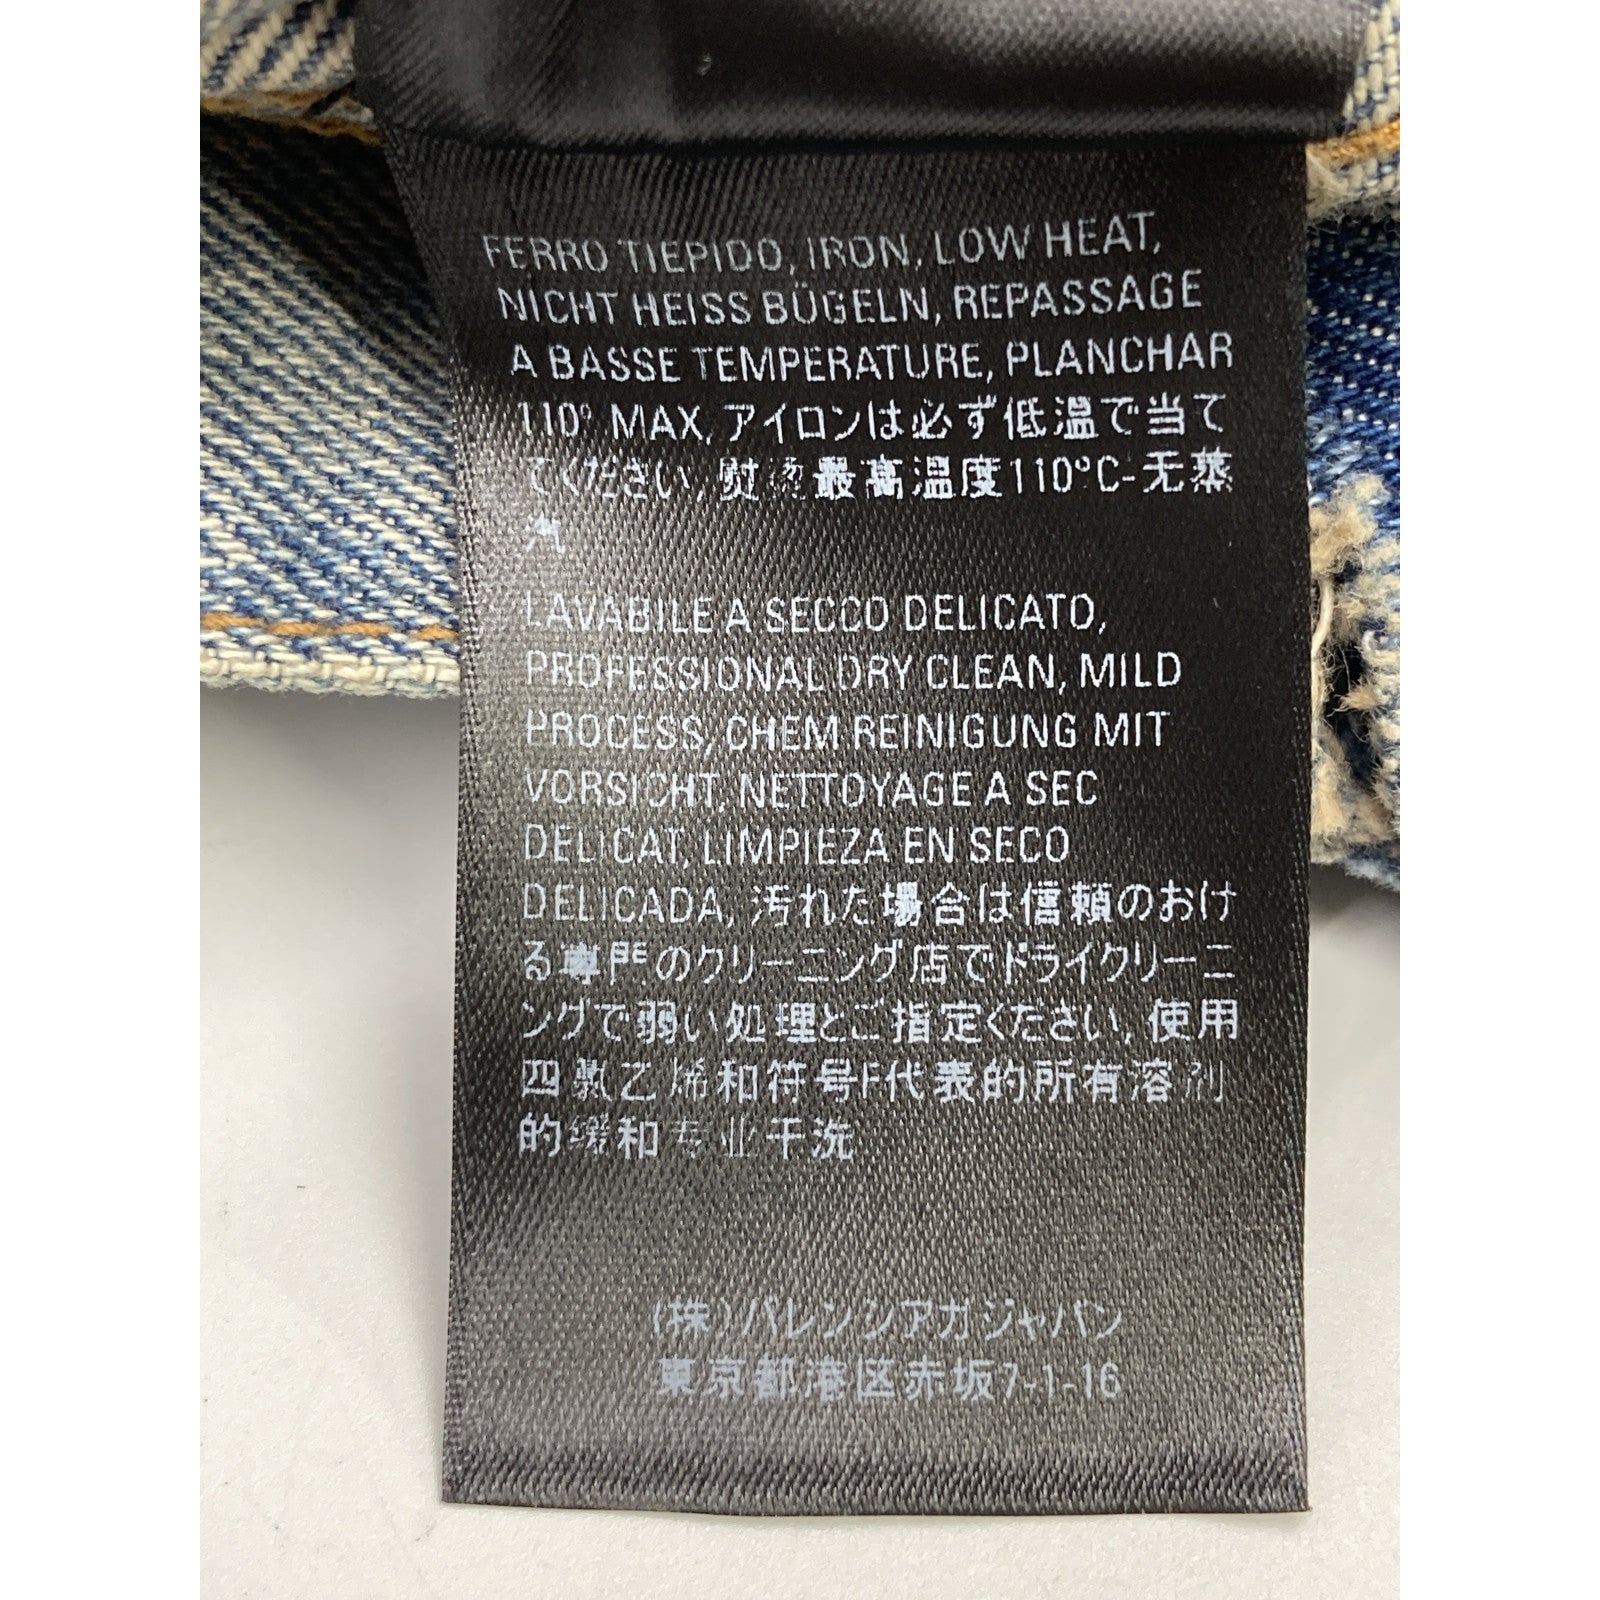 FERRO TIEPIDO, IRON, LOW HEAT,
NICHT HEISS BÜGELN, REPASSAGE
A BASSE TEMPERATURE, PLANCHAR
110° MAX, アイロンは必ず低温で当て
てください, 熨烫最高温度110°C-无蒸
汽
LAVABILE A SECCO DELICATO,
PROFESSIONAL DRY CLEAN, MILD
PROCESS, CHEM REINIGUNG MIT
VORSICHT, NETTOYAGE A SEC
DELICAT, LIMPIEZA EN SECO
DELICADA, 汚れた場合は信頼のおけ
る専門のクリーニング店でドライクリーニ
ングで弱い処理とご指定ください, 使用
四氯乙烯和符号F代表的所有溶剂
的缓和专业干洗
(株)バレンシアガジャパン
東京都港区赤坂7-1-16